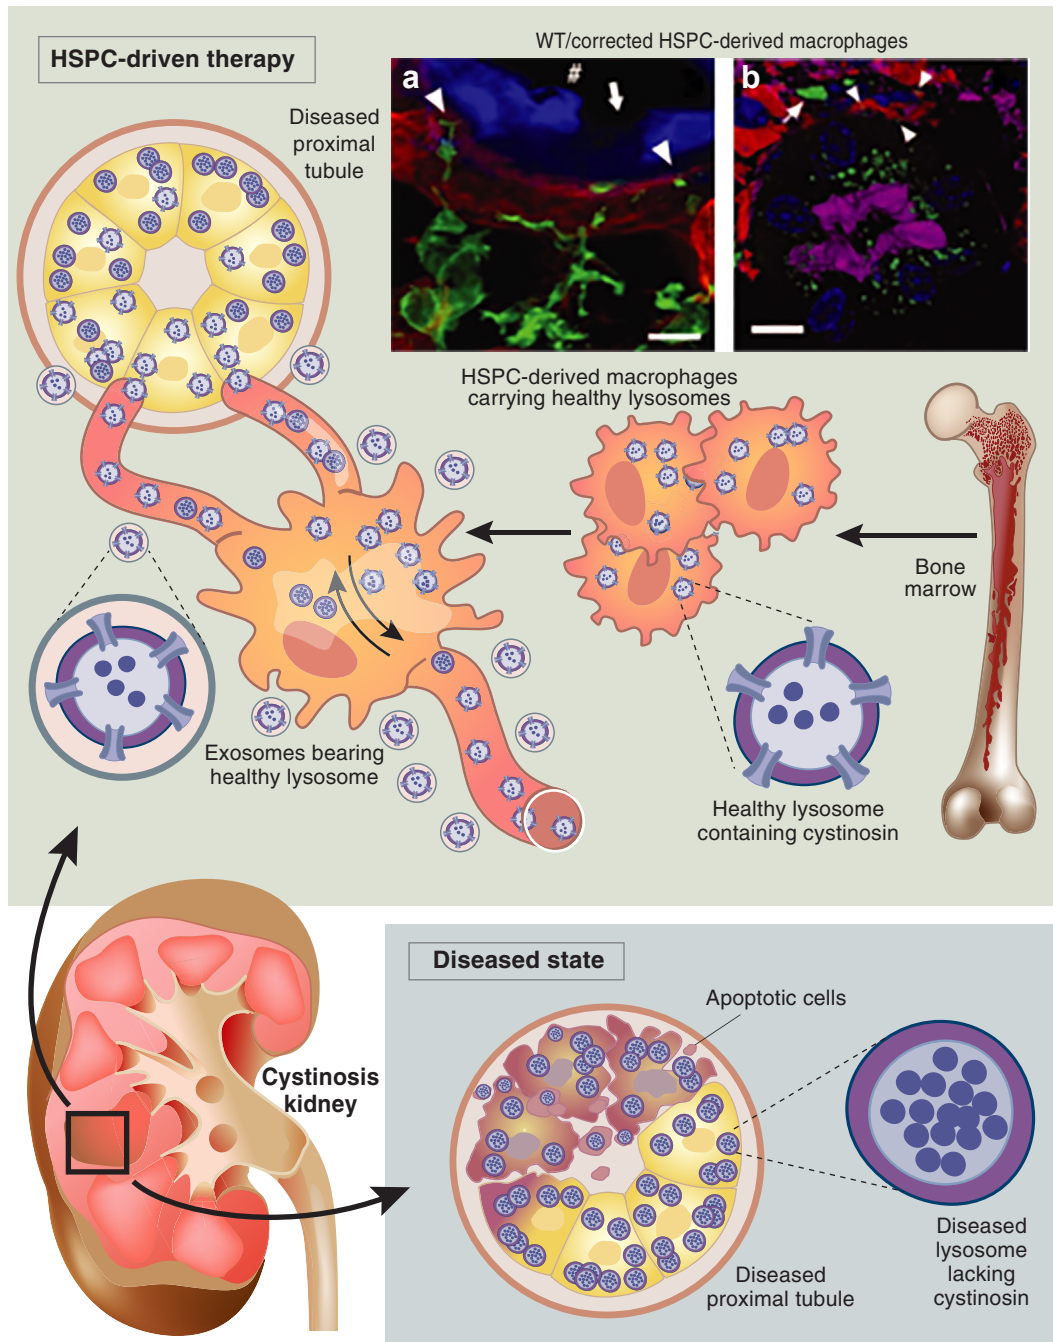 HSPC-driven therapy
WT/corrected HSPC-derived macrophages
Diseased
proximal
tubule
a
#
b
HSPC-derived macrophages
carrying healthy lysosomes
Bone
marrow
Exosomes bearing
healthy lysosome
Healthy lysosome
containing cystinosin
Cystinosis
kidney
Diseased state
Apoptotic cells
Diseased
proximal tubule
Diseased
lysosome
lacking
cystinosin